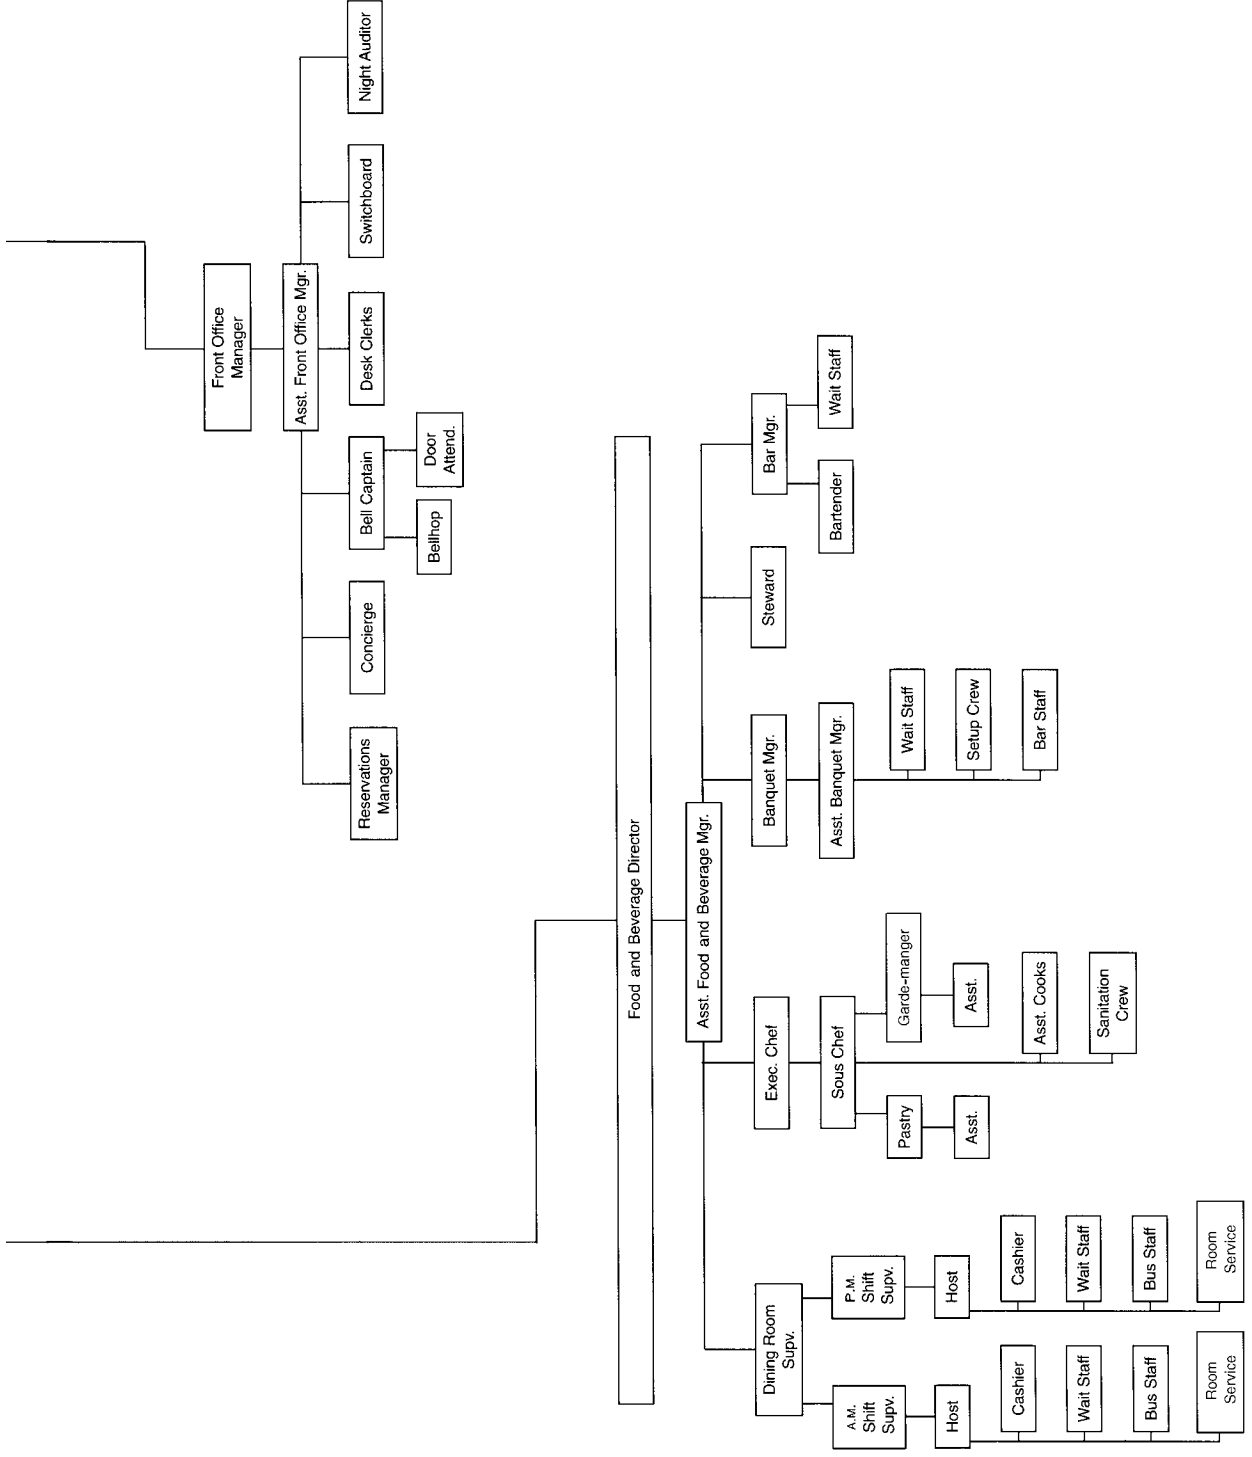 Front Office
Manager
Asst. Front Office Mgr.
Reservations
Manager
Concierge
Bell Captain
Desk Clerks
Switchboard
Night Auditor
Bellhop
Door
Attend.
Food and Beverage Director
Asst. Food and Beverage Mgr.
Dining Room
Supv.
Exec. Chef
Banquet Mgr.
Steward
Bar Mgr.
A.M.
Shift
Supv.
P.M.
Shift
Supv.
Sous Chef
Asst. Banquet Mgr.
Bartender
Wait Staff
Host
Host
Pastry
Garde-manger
Wait Staff
Asst.
Asst.
Setup Crew
Cashier
Cashier
Asst. Cooks
Bar Staff
Wait Staff
Wait Staff
Sanitation
Crew
Bus Staff
Bus Staff
Room
Service
Room
Service